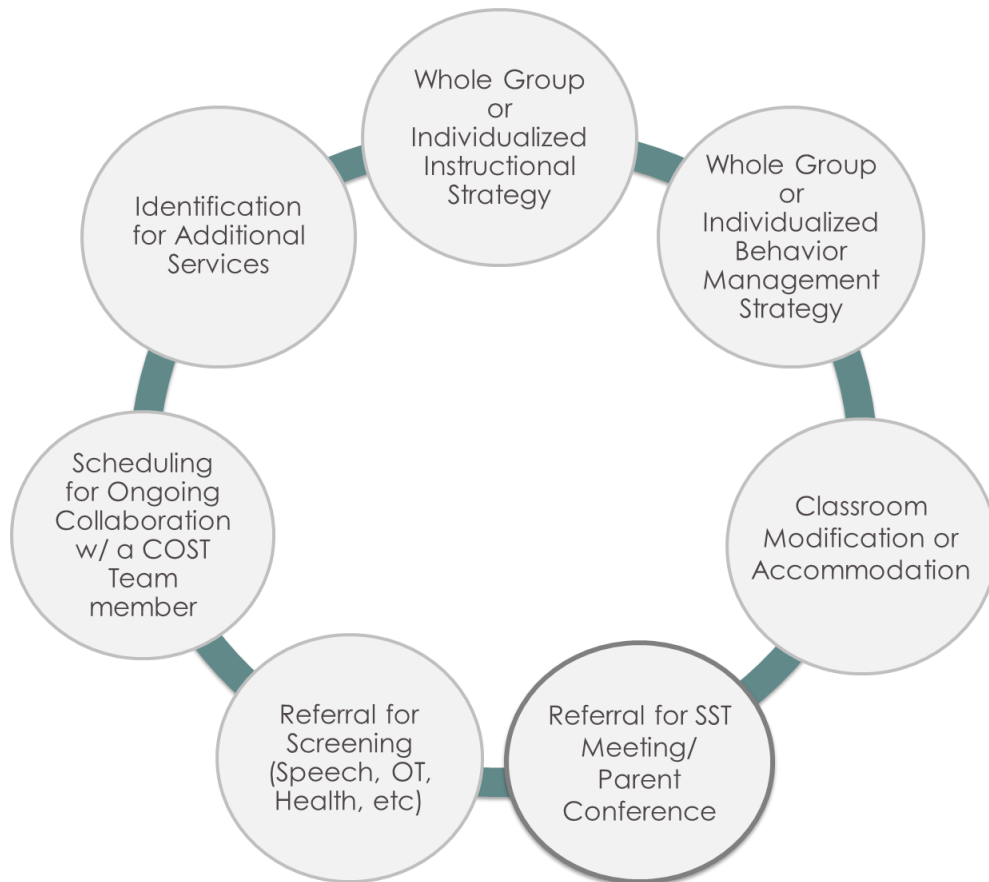 Whole Group
or
Individualized
Instructional
Strategy
Whole Group
or
Individualized
Behavior
Management
Strategy
Classroom
Modification or
Accommodation
Referral for SST
Meeting/
Parent
Conference
Referral for
Screening
(Speech, OT,
Health, etc)
Scheduling
for Ongoing
Collaboration
w/ a COST
Team
member
Identification
for Additional
Services